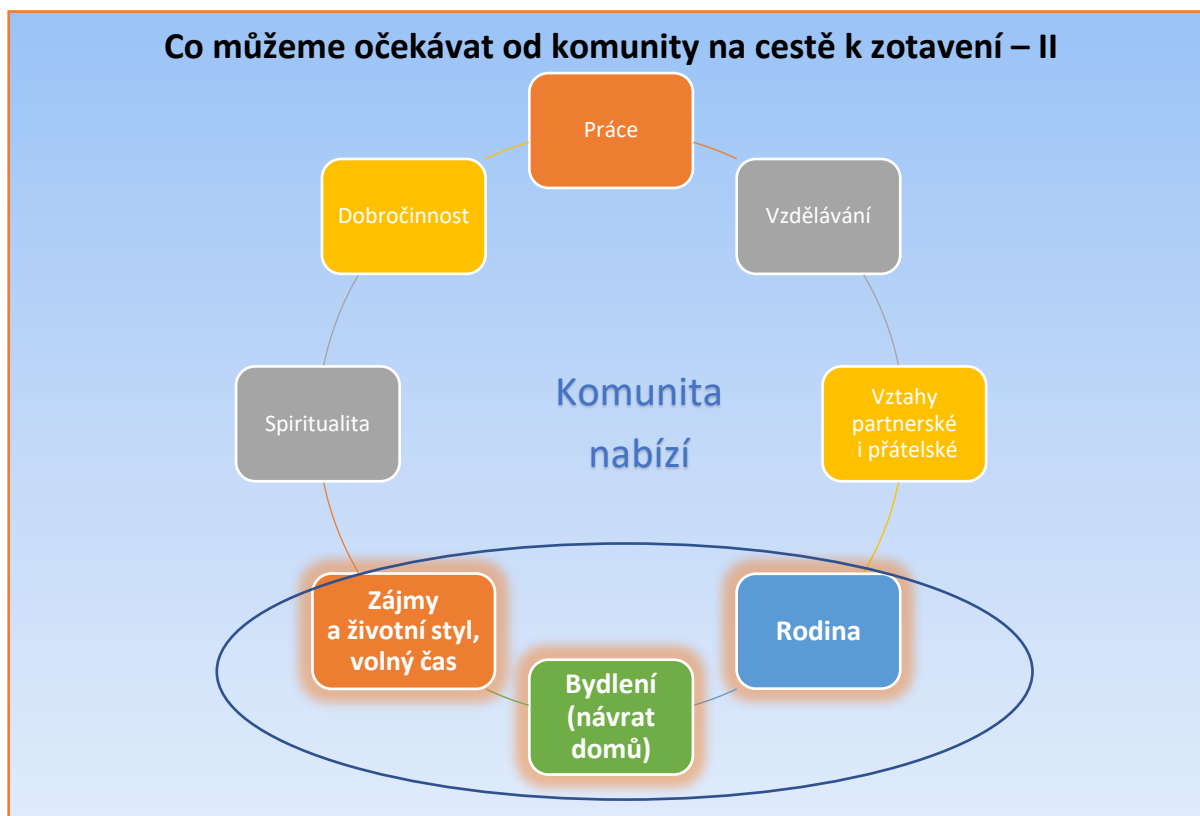 Co můžeme očekávat od komunity na cestě k zotavení – II
Práce
Dobročinnost
Vzdělávání
Spiritualita
Komunita
nabízí
Vztahy
partnerské
i přátelské
Zájmy
a životní styl,
volný čas
Bydlení
(návrat
domů)
Rodina